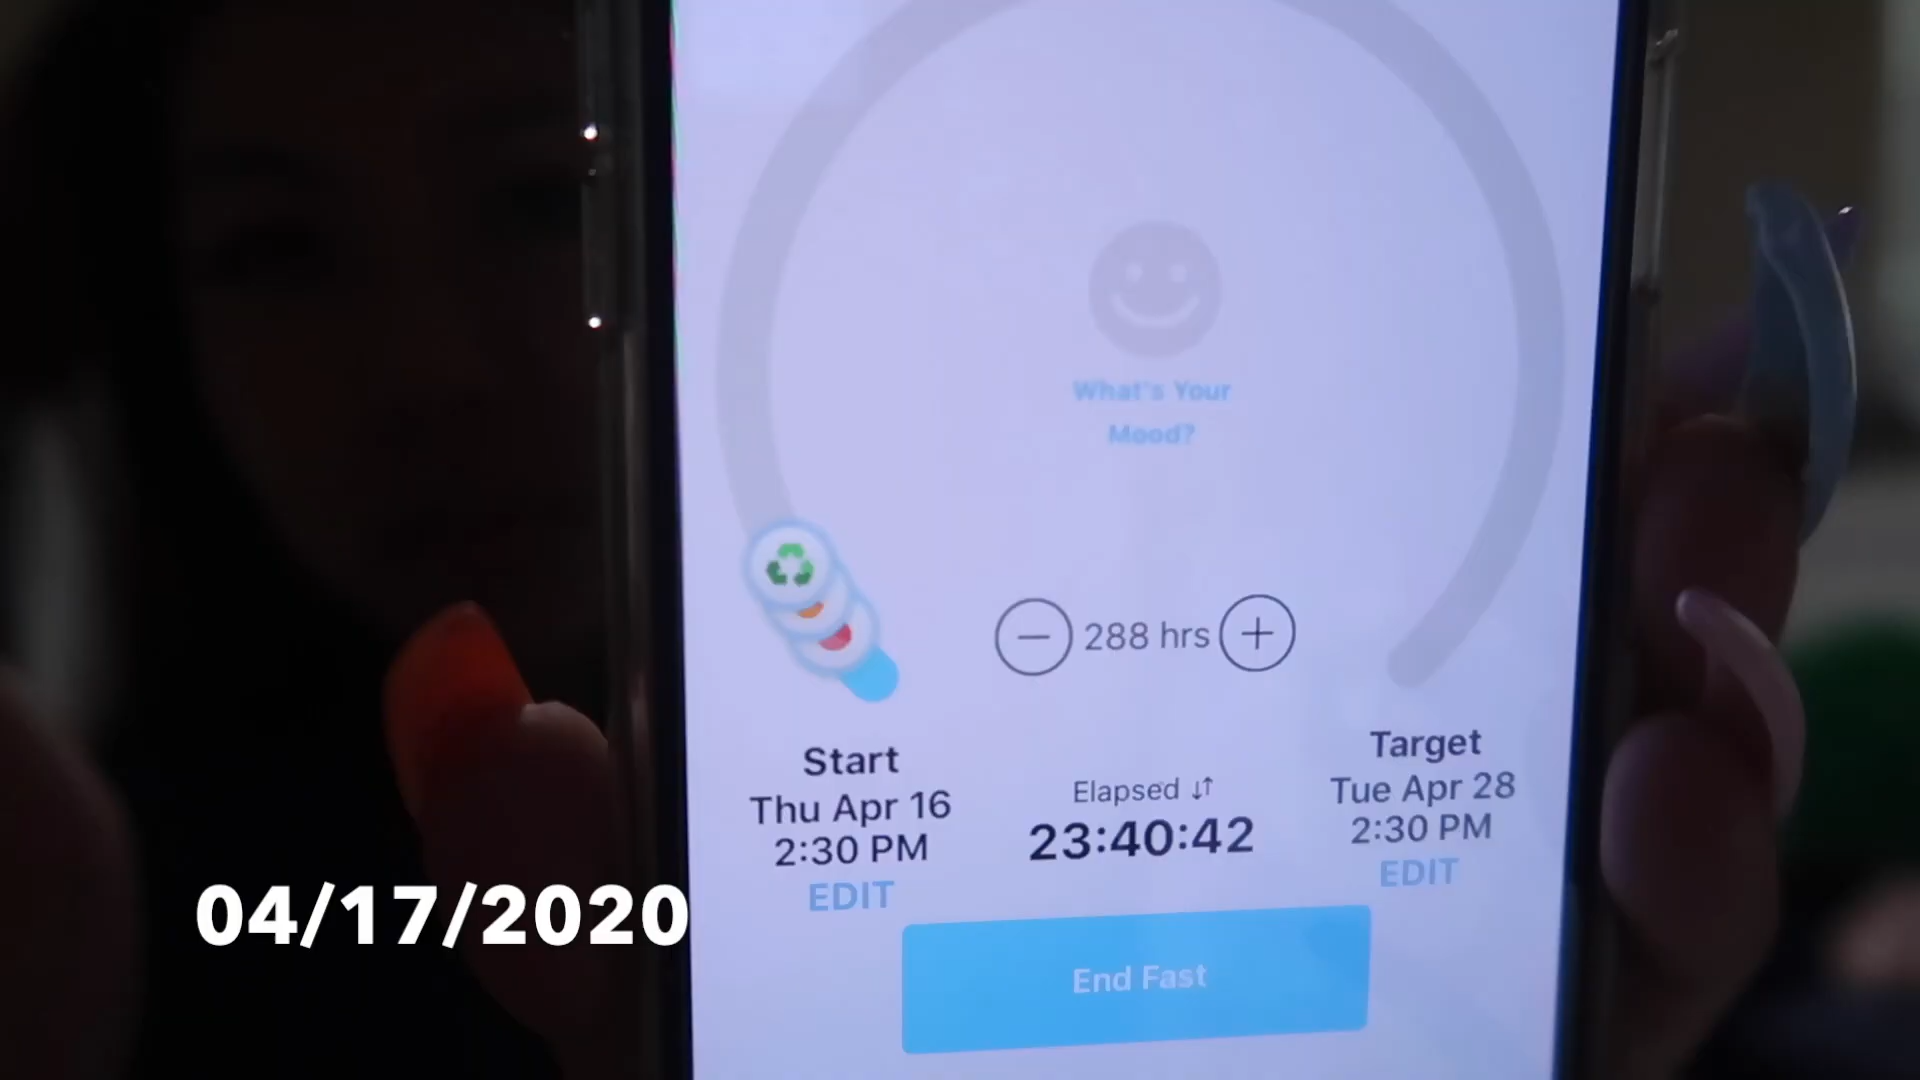 What's Your
Mood?
288 hrs
Start
Thu Apr 16
2:30 PM
EDIT
Elapsed ↓↑
23:40:42
Target
Tue Apr 28
2:30 PM
EDIT
End Fast
04/17/2020